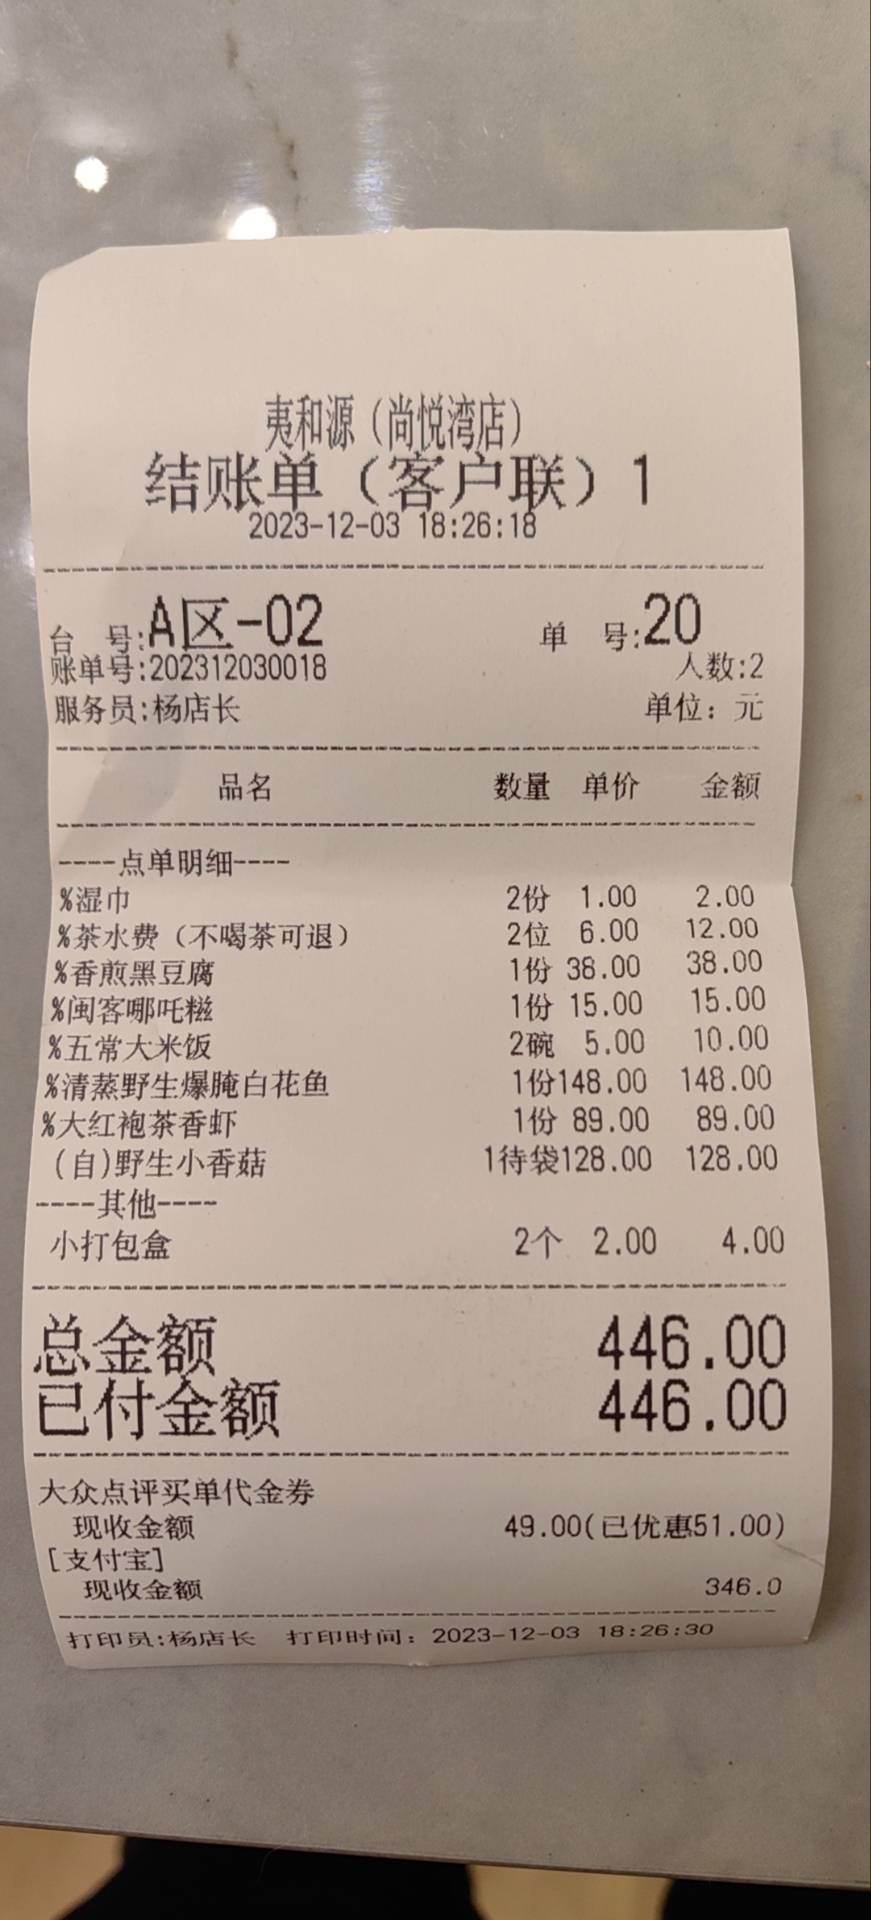 夷和源（尚悦湾店）
结账单（客户联）1
2023-12-03 18:26:18
台 号:A区-02 单 号:20
账单号:202312030018 人数:2
服务员:杨店长 单位：元
品名 数量 单价 金额
----点单明细----
%湿巾 2份 1.00 2.00
%茶水费（不喝茶可退） 2位 6.00 12.00
%香煎黑豆腐 1份 38.00 38.00
%闽客哪吒糍 1份 15.00 15.00
%五常大米饭 2碗 5.00 10.00
%清蒸野生爆腌白花鱼 1份148.00 148.00
%大红袍茶香虾 1份 89.00 89.00
(自)野生小香菇 1待袋128.00 128.00
----其他----
小打包盒 2个 2.00 4.00
总金额 446.00
已付金额 446.00
大众点评买单代金券
现收金额 49.00(已优惠51.00)
[支付宝]
现收金额 346.0
打印员:杨店长 打印时间：2023-12-03 18:26:30